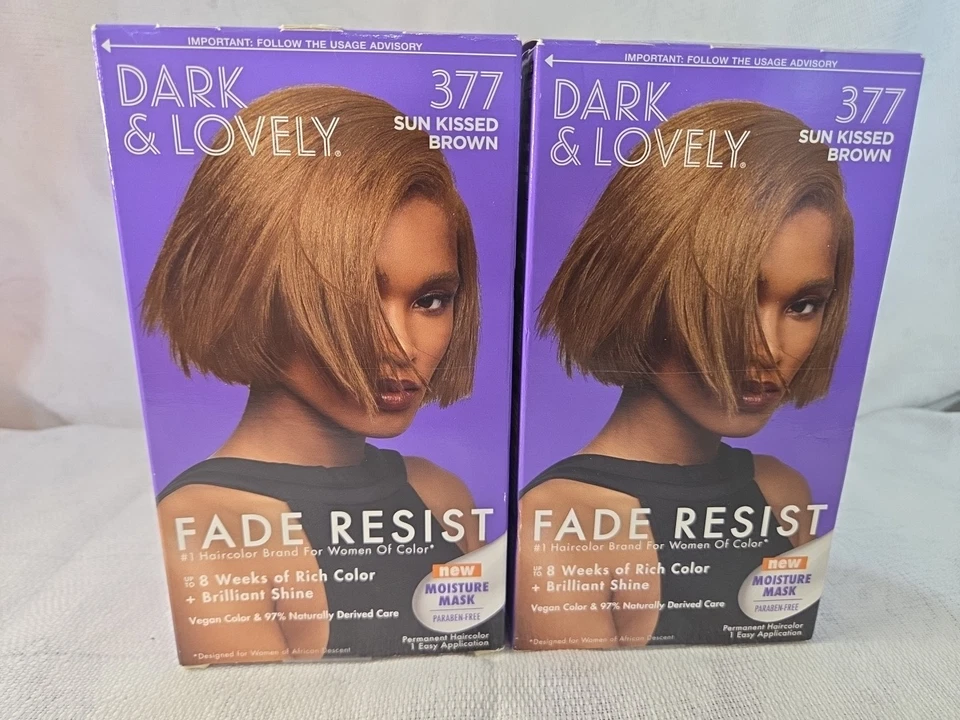 IMPORTANT: FOLLOW THE USAGE ADVISORY
DARK
& LOVELY®
377
SUN KISSED
BROWN
FADE RESIST
#1 Haircolor Brand For Women Of Color*
UP TO 8 Weeks of Rich Color
+ Brilliant Shine
Vegan Color & 97% Naturally Derived Care
new
MOISTURE
MASK
PARABEN-FREE
Permanent Haircolor
1 Easy Application
*Designed for Women of African Descent
IMPORTANT: FOLLOW THE USAGE ADVISORY
DARK
& LOVELY®
377
SUN KISSED
BROWN
FADE RESIST
#1 Haircolor Brand For Women Of Color*
UP TO 8 Weeks of Rich Color
+ Brilliant Shine
Vegan Color & 97% Naturally Derived Care
new
MOISTURE
MASK
PARABEN-FREE
Permanent Haircolor
1 Easy Application
*Designed for Women of African Descent